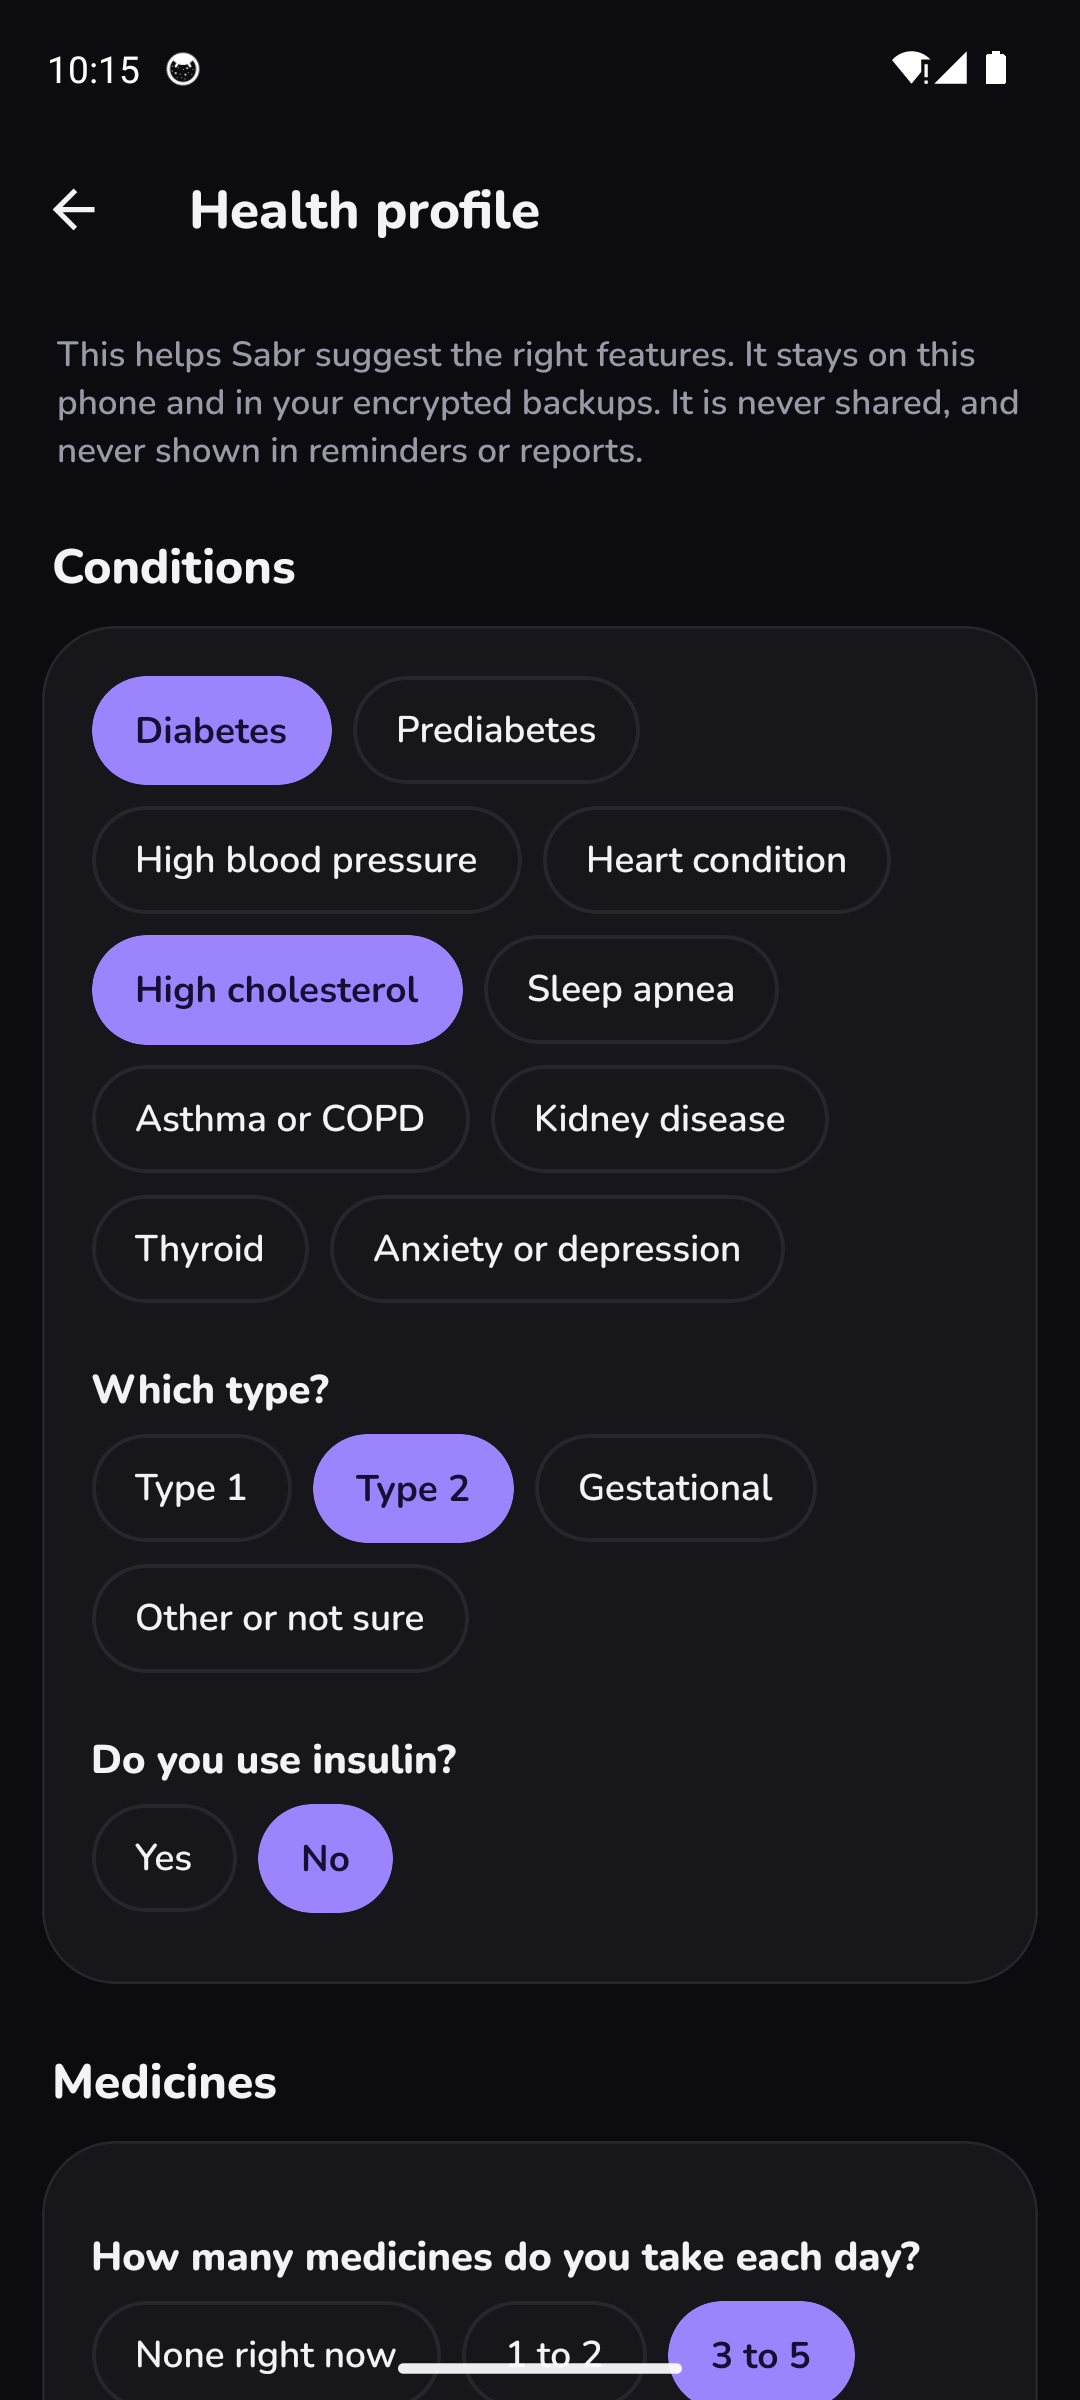 10:15
Health profile
This helps Sabr suggest the right features. It stays on this
phone and in your encrypted backups. It is never shared, and
never shown in reminders or reports.
Conditions
Diabetes Prediabetes
High blood pressure Heart condition
High cholesterol Sleep apnea
Asthma or COPD Kidney disease
Thyroid Anxiety or depression
Which type?
Type 1 Type 2 Gestational
Other or not sure
Do you use insulin?
Yes No
Medicines
How many medicines do you take each day?
None right now 1 to 2 3 to 5